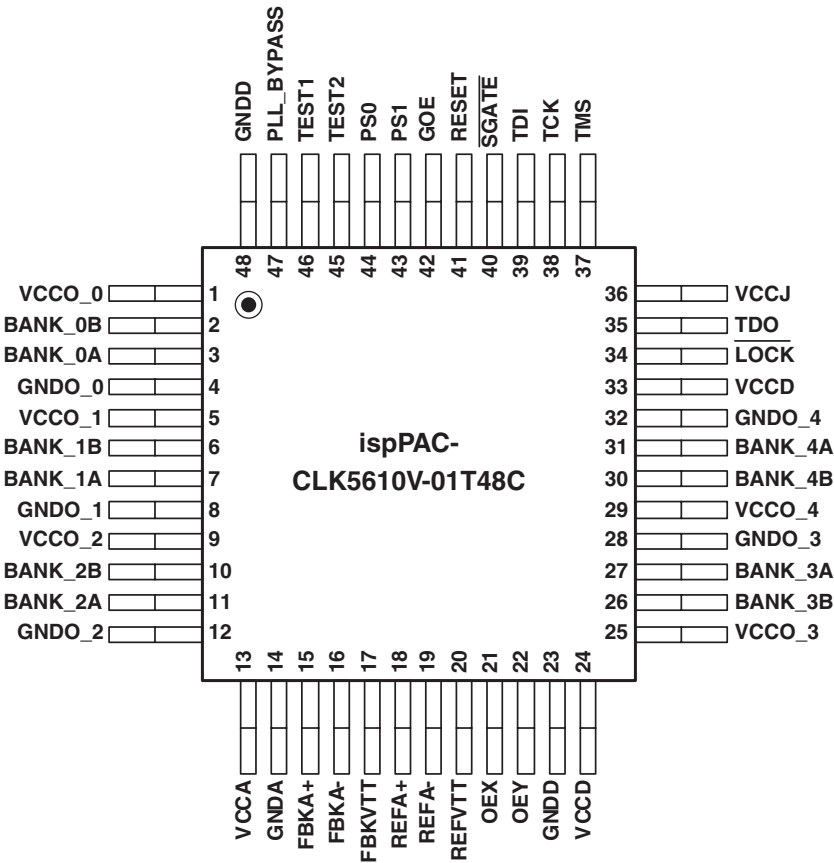 GNDD
PLL_BYPASS
TEST1
TEST2
PS0
PS1
GOE
RESET
SGATE
TDI
TCK
TMS
48
47
46
45
44
43
42
41
40
39
38
37
VCCO_0 1
BANK_0B 2
BANK_0A 3
GNDO_0 4
VCCO_1 5
BANK_1B 6
BANK_1A 7
GNDO_1 8
VCCO_2 9
BANK_2B 10
BANK_2A 11
GNDO_2 12
ispPAC-
CLK5610V-01T48C
36 VCCJ
35 TDO
34 LOCK
33 VCCD
32 GNDO_4
31 BANK_4A
30 BANK_4B
29 VCCO_4
28 GNDO_3
27 BANK_3A
26 BANK_3B
25 VCCO_3
13
14
15
16
17
18
19
20
21
22
23
24
VCCA
GNDA
FBKA+
FBKA-
FBKVTT
REFA+
REFA-
REFVTT
OEX
OEY
GNDD
VCCD